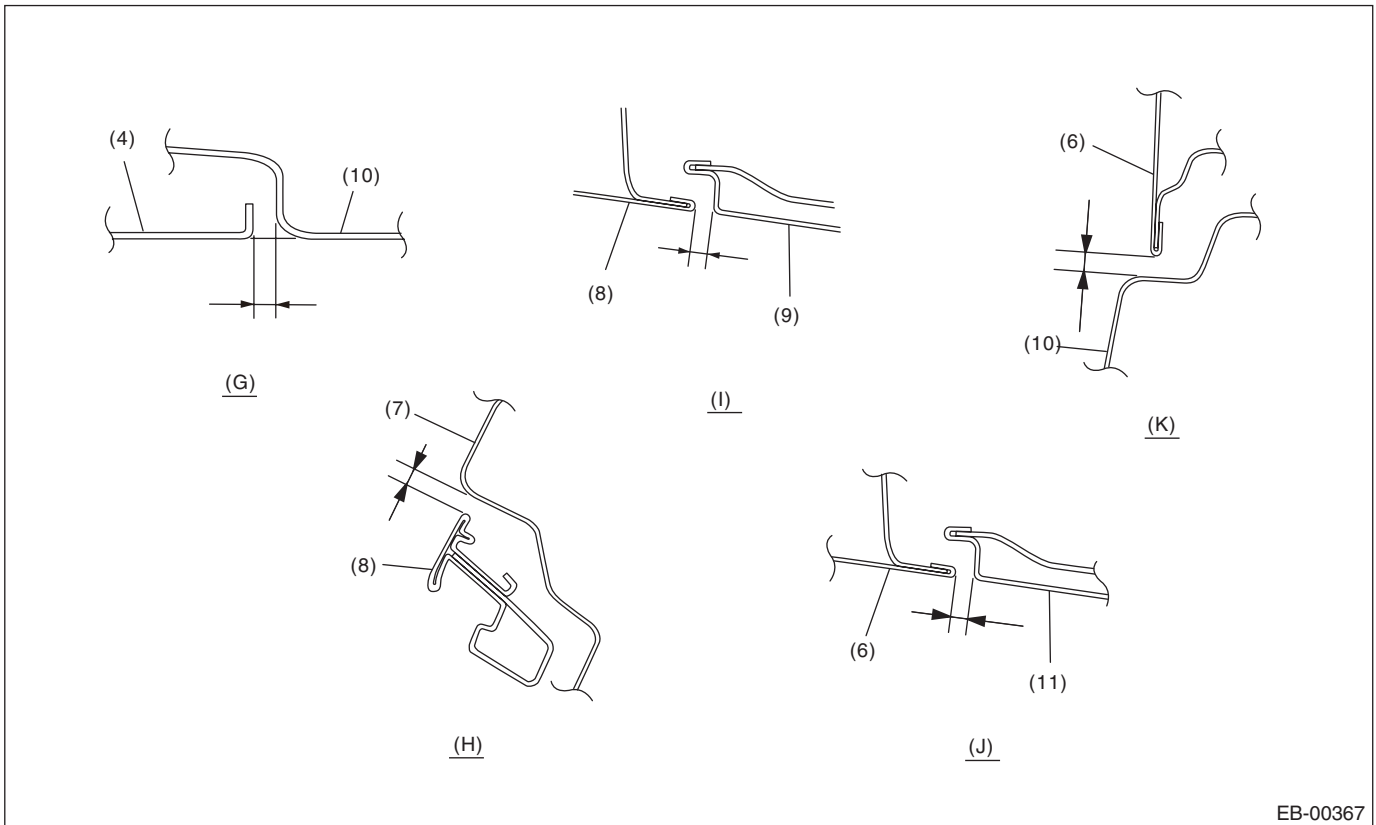 (4)
(10)
(G)
(8)
(9)
(I)
(6)
(10)
(K)
(7)
(8)
(H)
(6)
(11)
(J)
EB-00367